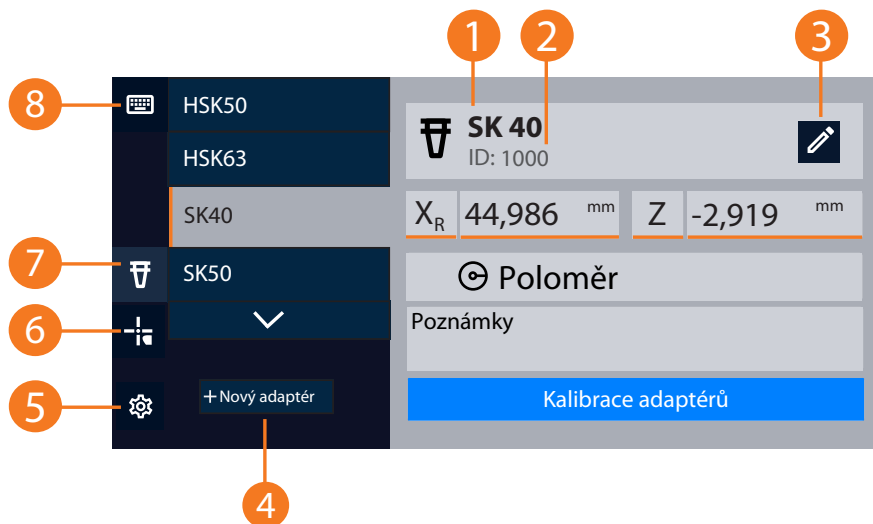 1 2 3
8
HSK50
HSK63
SK40
7
SK50
6
5
+Nový adaptér
4
SK 40
ID: 1000
XR 44,986 mm Z -2,919 mm
Poloměr
Poznámky
Kalibrace adaptérů